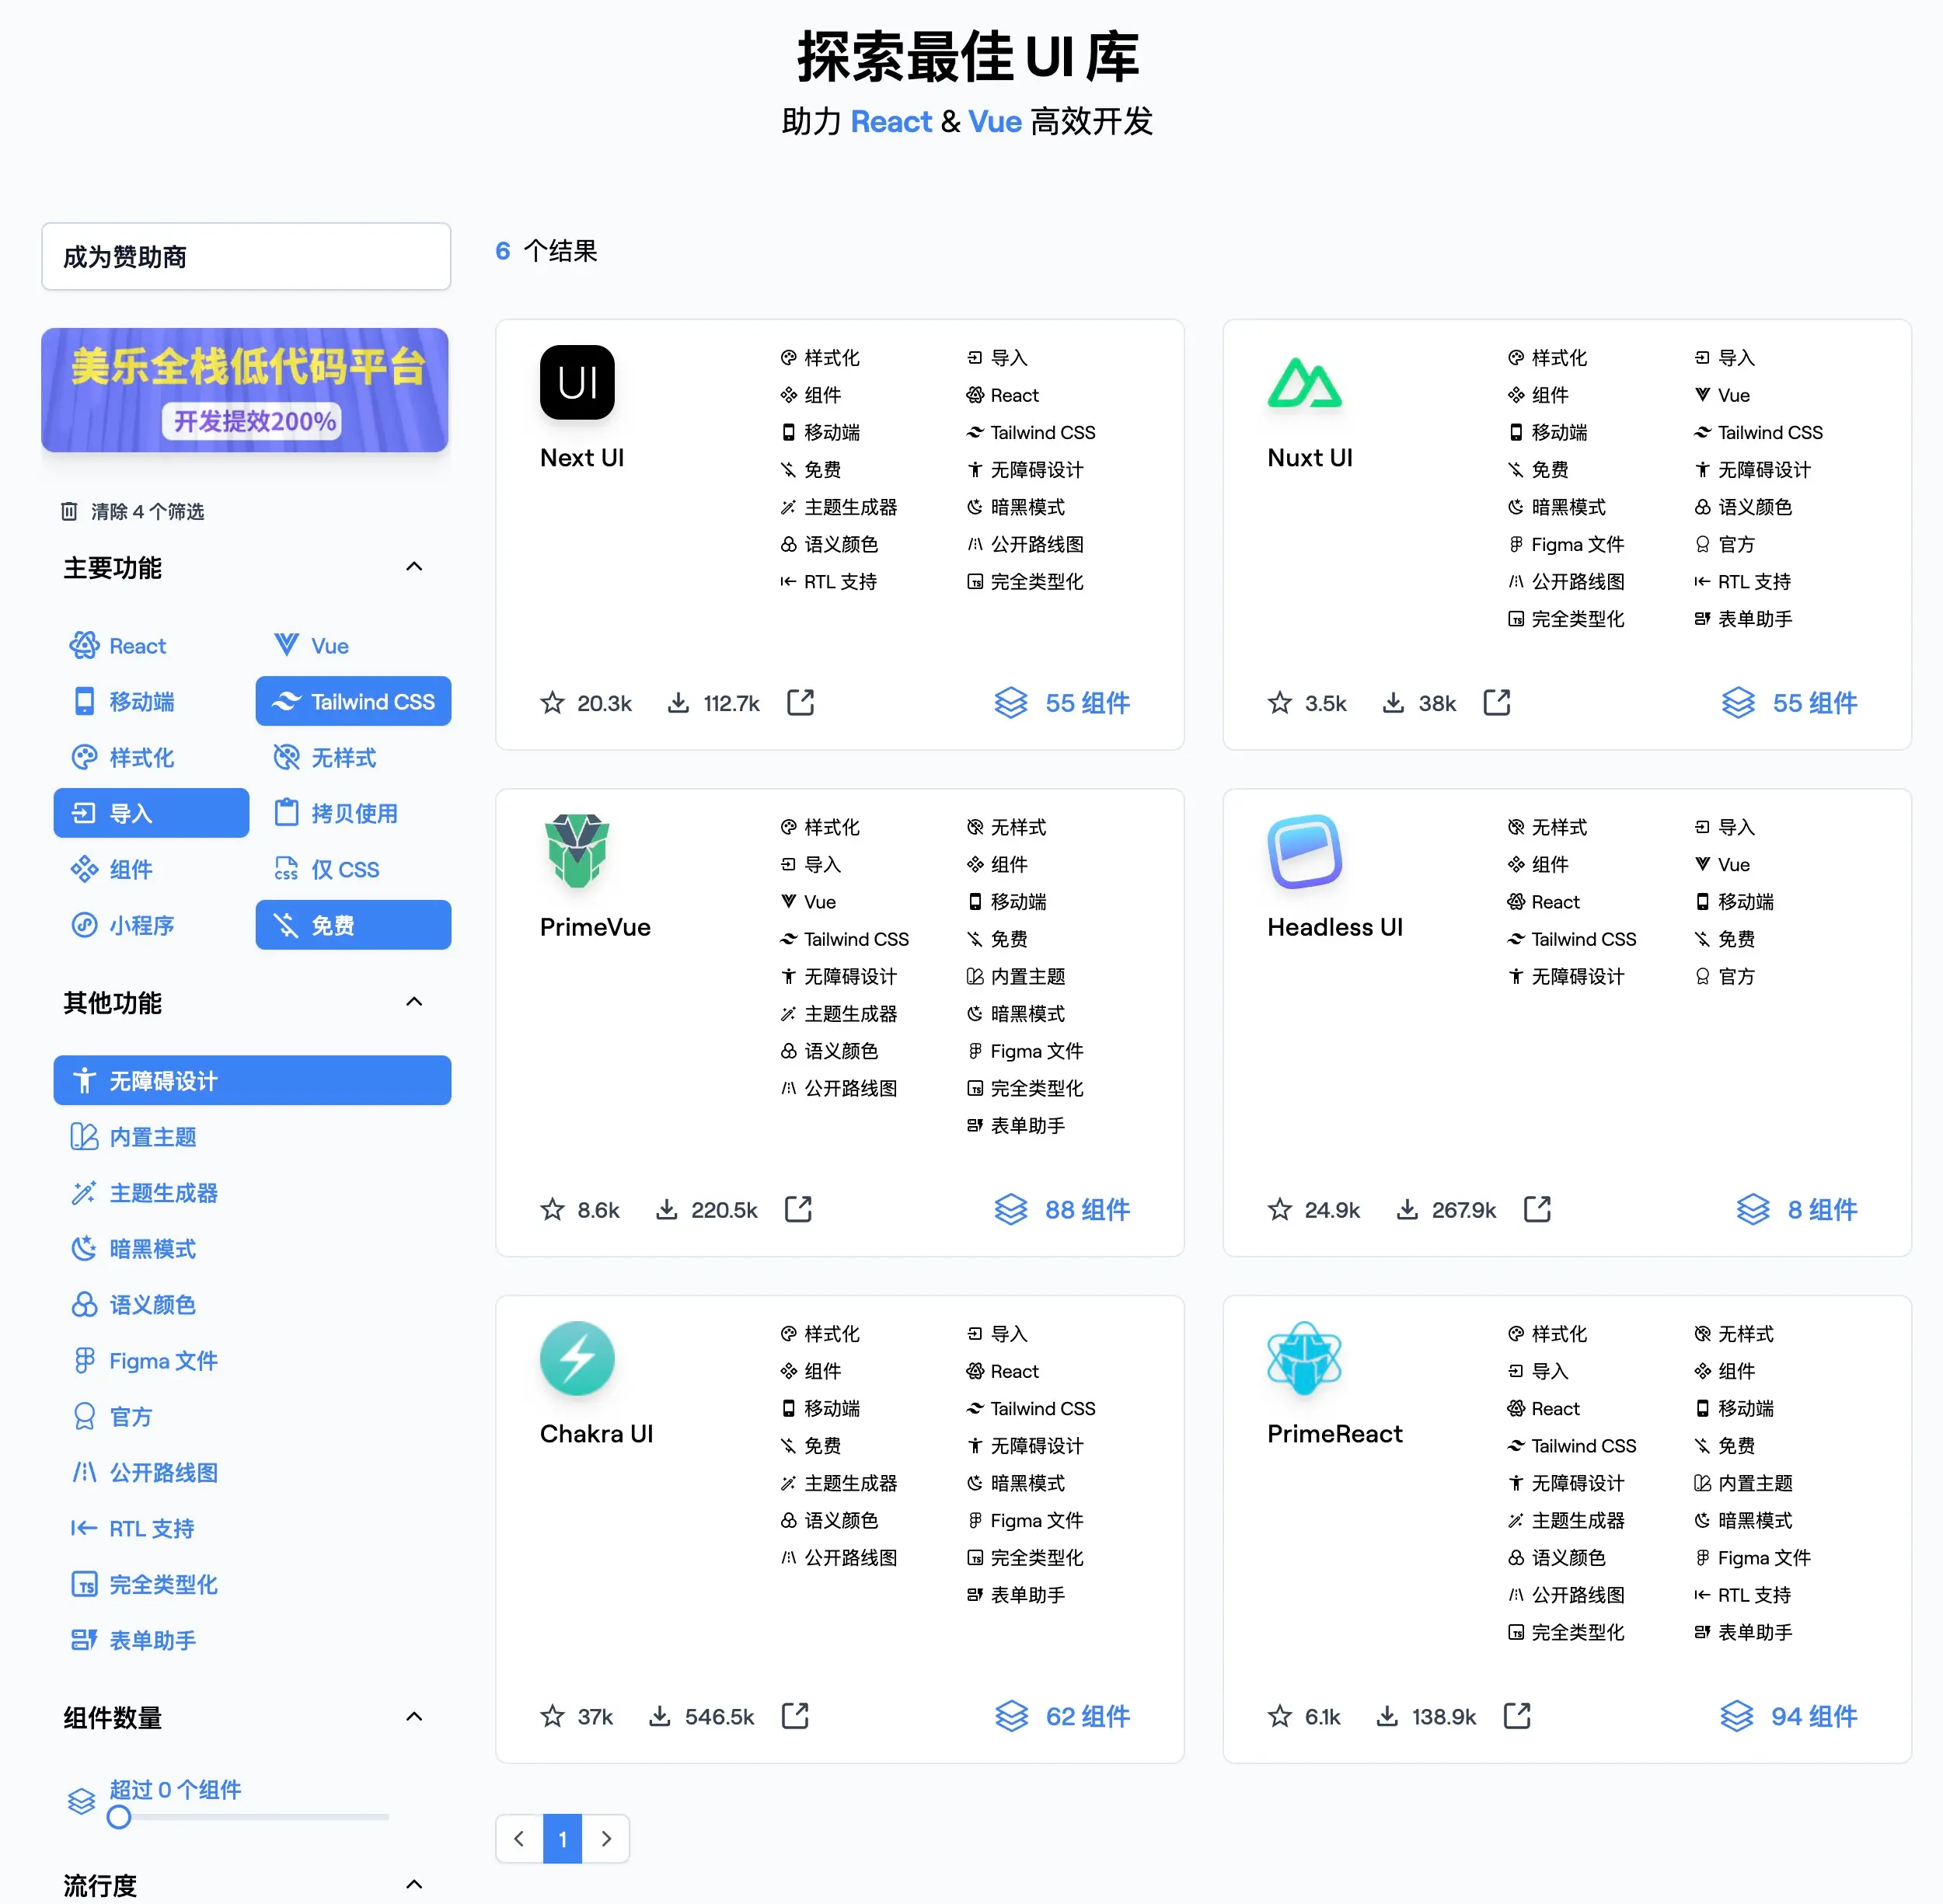 探索最佳 UI 库
助力 React & Vue 高效开发
成为赞助商
美乐全栈低代码平台
开发提效200%
清除 4 个筛选
主要功能
React
Vue
移动端
Tailwind CSS
样式化
无样式
导入
拷贝使用
组件
仅 CSS
小程序
免费
其他功能
无障碍设计
内置主题
主题生成器
暗黑模式
语义颜色
Figma 文件
官方
公开路线图
RTL 支持
完全类型化
表单助手
组件数量
超过 0 个组件
流行度
6 个结果
UI
Next UI
样式化
导入
组件
React
移动端
Tailwind CSS
免费
无障碍设计
主题生成器
暗黑模式
语义颜色
公开路线图
RTL 支持
完全类型化
20.3k 112.7k 55 组件
Nuxt UI
样式化
导入
组件
Vue
移动端
Tailwind CSS
免费
无障碍设计
暗黑模式
语义颜色
Figma 文件
官方
公开路线图
RTL 支持
完全类型化
表单助手
3.5k 38k 55 组件
PrimeVue
样式化
无样式
导入
组件
Vue
移动端
Tailwind CSS
免费
无障碍设计
内置主题
主题生成器
暗黑模式
语义颜色
Figma 文件
公开路线图
完全类型化
表单助手
8.6k 220.5k 88 组件
Headless UI
无样式
导入
组件
Vue
React
移动端
Tailwind CSS
免费
无障碍设计
官方
24.9k 267.9k 8 组件
Chakra UI
样式化
导入
组件
React
移动端
Tailwind CSS
免费
无障碍设计
主题生成器
暗黑模式
语义颜色
Figma 文件
公开路线图
完全类型化
表单助手
37k 546.5k 62 组件
PrimeReact
样式化
无样式
导入
组件
React
移动端
Tailwind CSS
免费
无障碍设计
内置主题
主题生成器
暗黑模式
语义颜色
Figma 文件
公开路线图
RTL 支持
完全类型化
表单助手
6.1k 138.9k 94 组件
1